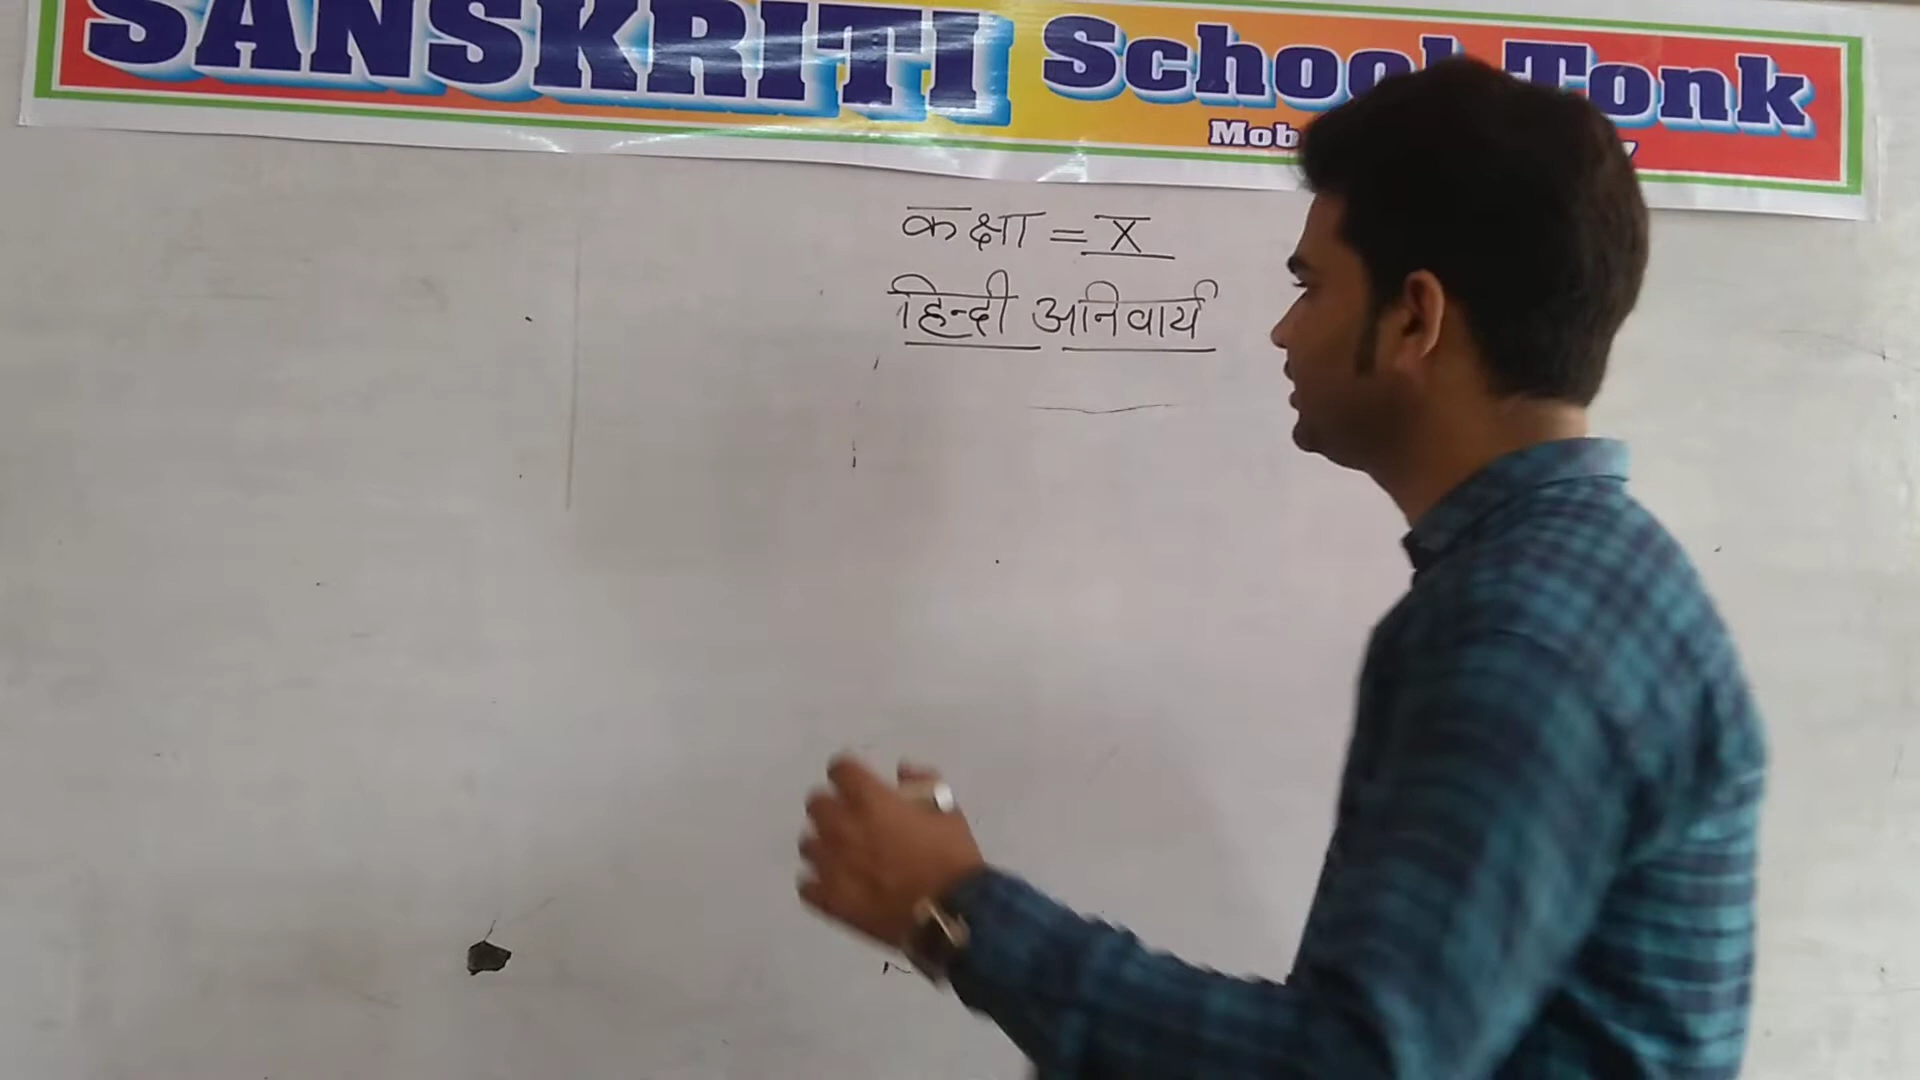 SANSKRITI School Tonk
Mob
कक्षा = X
हिन्दी अनिवार्य